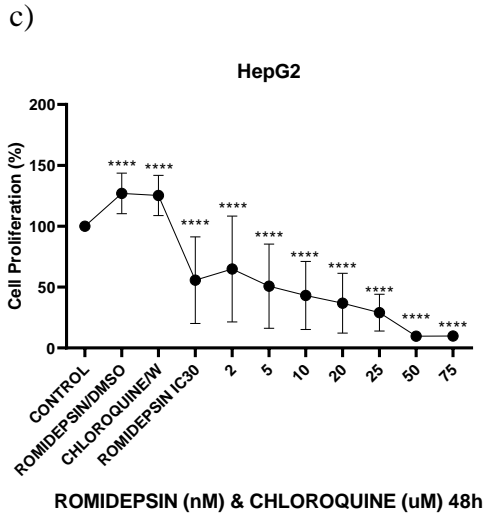 c)
HepG2
Cell Proliferation (%)
200
150
100
50
0
**** **** **** **** **** **** **** **** **** ****
CONTROL
ROMIDEPSIN/DMSO
CHLOROQUINE/W
ROMIDEPSIN IC30
2
5
10
20
25
50
75
ROMIDEPSIN (nM) & CHLOROQUINE (uM) 48h